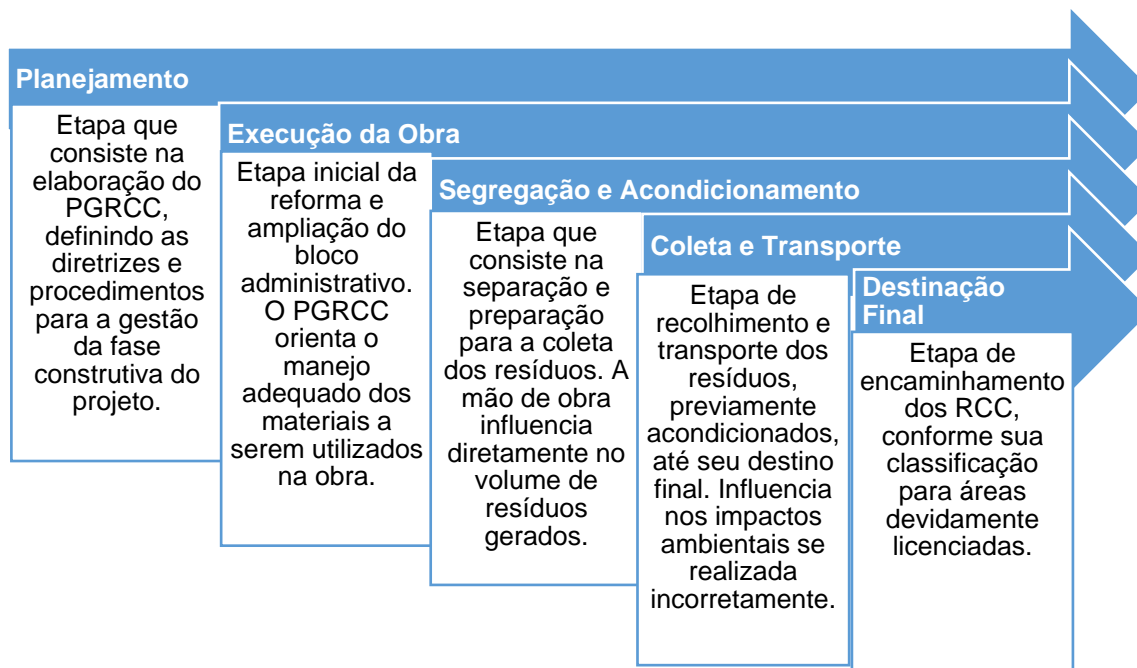 Planejamento
Etapa que
consiste na
elaboração do
PGRCC,
definindo as
diretrizes e
procedimentos
para a gestão
da fase
construtiva do
projeto.
Execução da Obra
Etapa inicial da
reforma e
ampliação do
bloco
administrativo.
O PGRCC
orienta o
manejo
adequado dos
materiais a
serem utilizados
na obra.
Segregação e Acondicionamento
Etapa que
consiste na
separação e
preparação
para a coleta
dos resíduos. A
mão de obra
influencia
diretamente no
volume de
resíduos
gerados.
Coleta e Transporte
Etapa de
recolhimento e
transporte dos
resíduos,
previamente
acondicionados,
até seu destino
final. Influencia
nos impactos
ambientais se
realizada
incorretamente.
Destinação
Final
Etapa de
encaminhamento
dos RCC,
conforme sua
classificação
para áreas
devidamente
licenciadas.